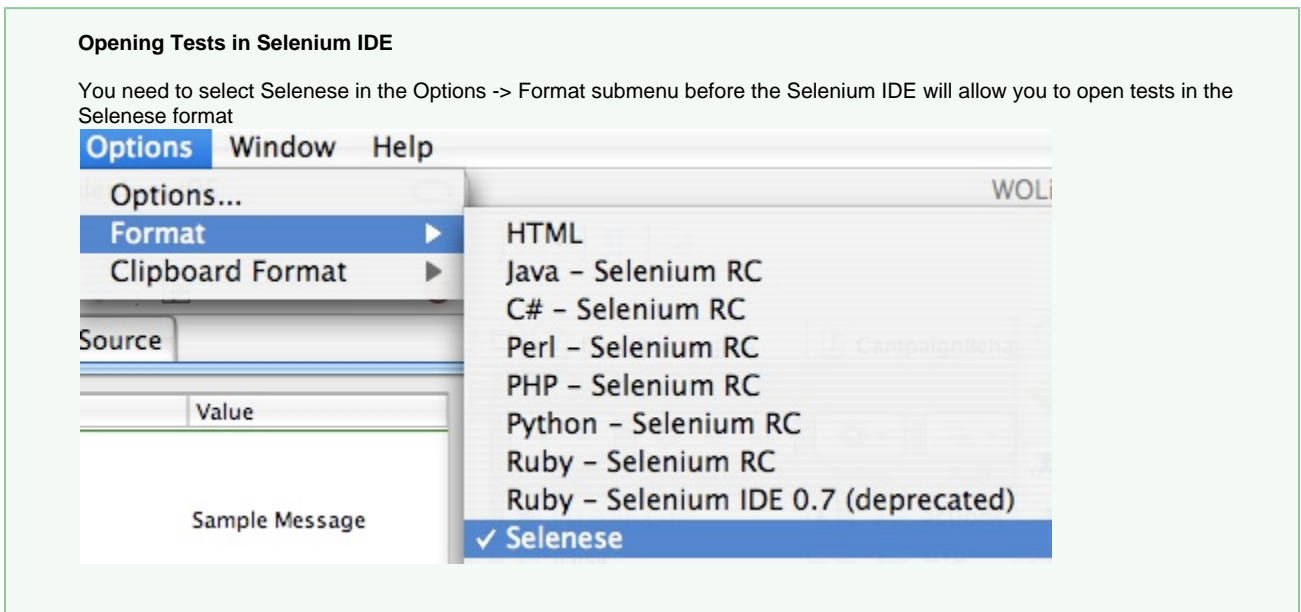 Opening Tests in Selenium IDE
You need to select Selenese in the Options -> Format submenu before the Selenium IDE will allow you to open tests in the
Selenese format
Options Window Help
Options...
WOLi
Format
HTML
Clipboard Format
Java – Selenium RC
C# – Selenium RC
Source
Perl – Selenium RC
PHP – Selenium RC
Value
Python – Selenium RC
Ruby – Selenium RC
Ruby – Selenium IDE 0.7 (deprecated)
Sample Message
✓ Selenese